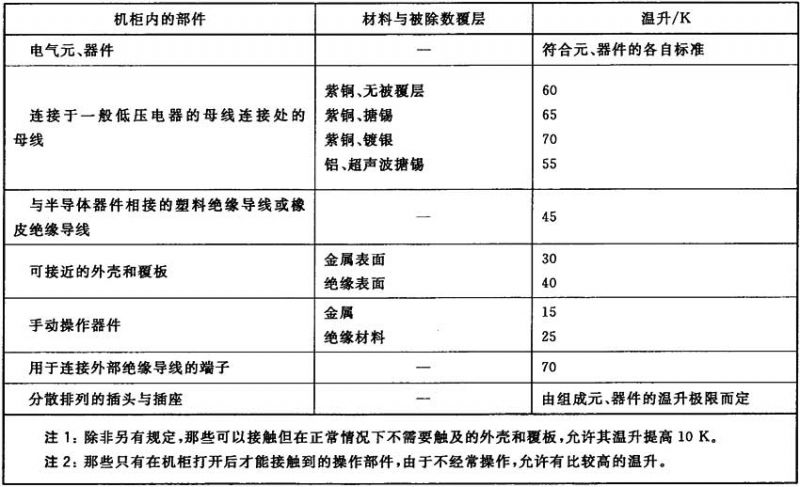 机柜内的部件 材料与被除数覆层 温升/K
电气元、器件 — 符合元、器件的各自标准
连接于一般低压电器的母线连接处的
母线
紫铜、无被覆层 60
紫铜、搪锡 65
紫铜、镀银 70
铝、超声波搪锡 55
与半导体器件相接的塑料绝缘导线或橡
皮绝缘导线
— 45
可接近的外壳和覆板
金属表面 30
绝缘表面 40
手动操作器件
金属 15
绝缘材料 25
用于连接外部绝缘导线的端子 — 70
分散排列的插头与插座 — 由组成元、器件的温升极限而定
注1：除非另有规定，那些可以接触但在正常情况下不需要触及的外壳和覆板，允许其温升提高 10 K。
注2：那些只有在机柜打开后才能接触到的操作部件，由于不经常操作，允许有比较高的温升。